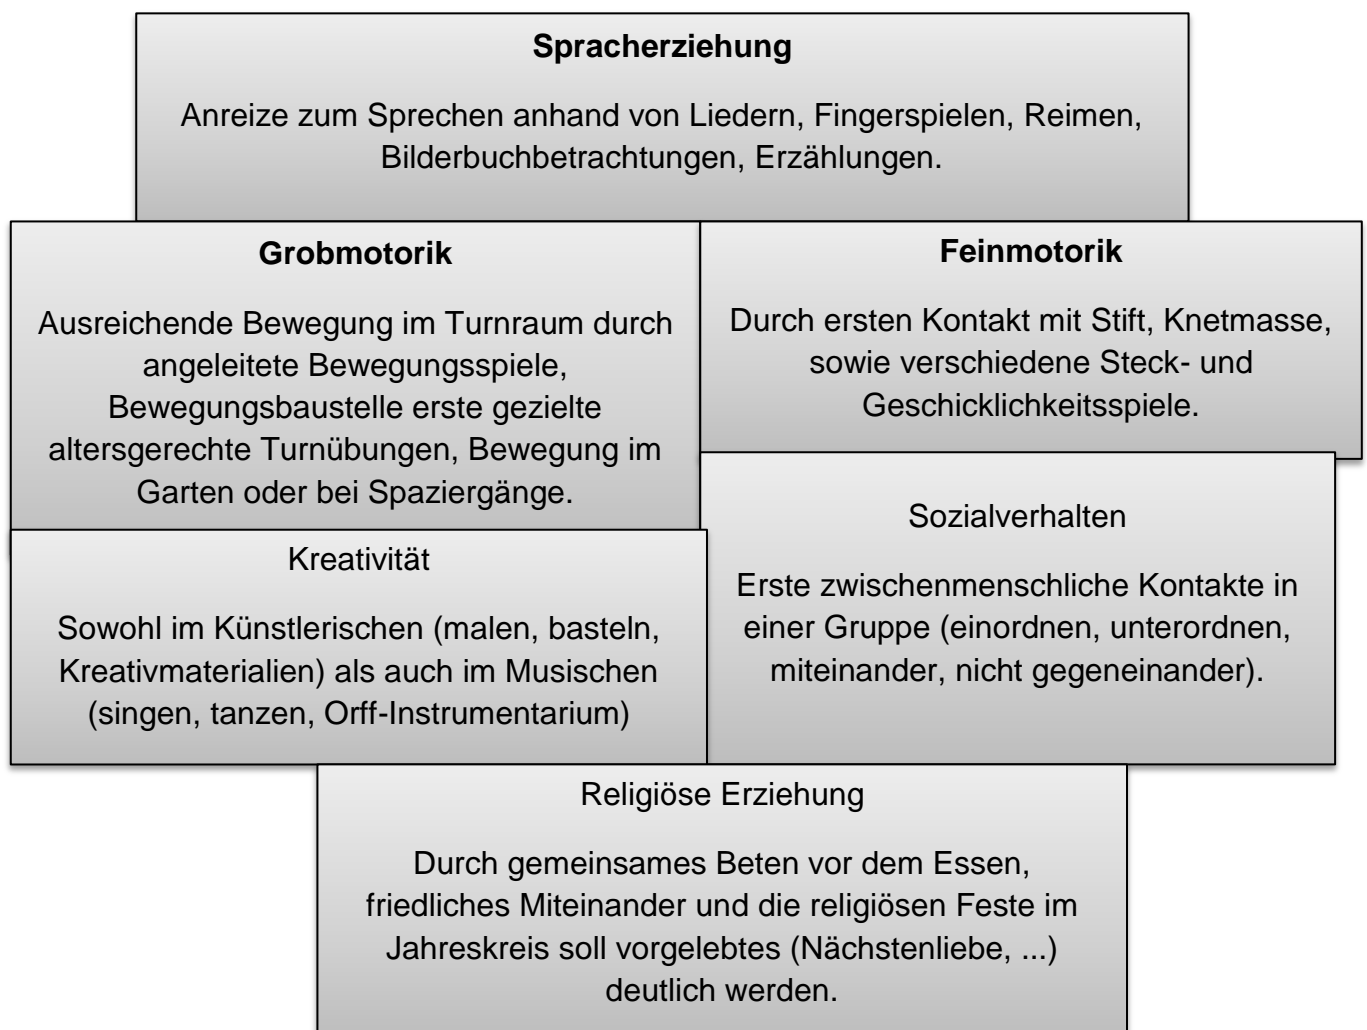 Spracherziehung
Anreize zum Sprechen anhand von Liedern, Fingerspielen, Reimen,
Bilderbuchbetrachtungen, Erzählungen.
Grobmotorik
Ausreichende Bewegung im Turnraum durch
angeleitete Bewegungsspiele,
Bewegungsbaustelle erste gezielte
altersgerechte Turnübungen, Bewegung im
Garten oder bei Spaziergänge.
Feinmotorik
Durch ersten Kontakt mit Stift, Knetmasse,
sowie verschiedene Steck- und
Geschicklichkeitsspiele.
Kreativität
Sowohl im Künstlerischen (malen, basteln,
Kreativmaterialien) als auch im Musischen
(singen, tanzen, Orff-Instrumentarium)
Sozialverhalten
Erste zwischenmenschliche Kontakte in
einer Gruppe (einordnen, unterordnen,
miteinander, nicht gegeneinander).
Religiöse Erziehung
Durch gemeinsames Beten vor dem Essen,
friedliches Miteinander und die religiösen Feste im
Jahreskreis soll vorgelebtes (Nächstenliebe, ...)
deutlich werden.